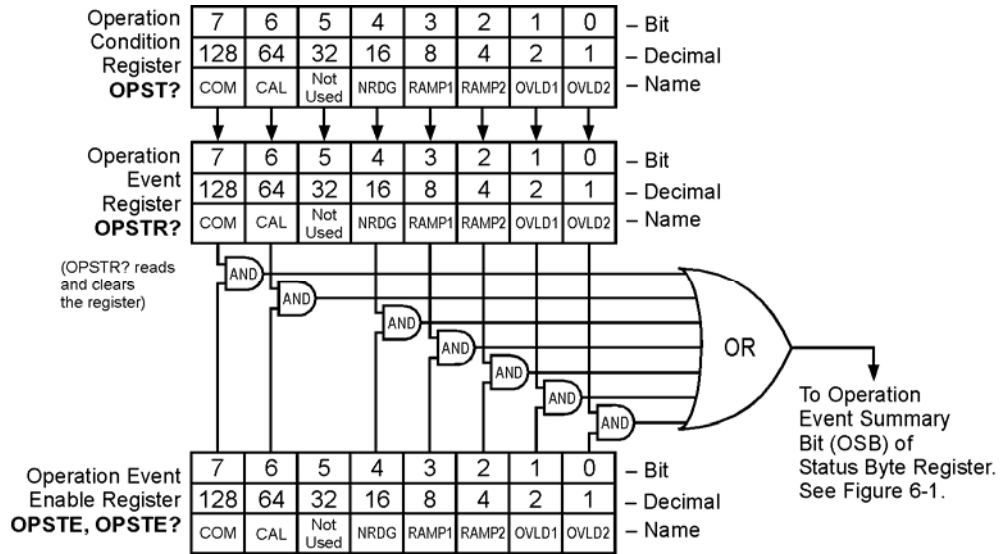 Operation
Condition
Register
OPST?
7 6 5 4 3 2 1 0 – Bit
128 64 32 16 8 4 2 1 – Decimal
COM CAL Not Used NRDG RAMP1 RAMP2 OVLD1 OVLD2 – Name
Operation
Event
Register
OPSTR?
7 6 5 4 3 2 1 0 – Bit
128 64 32 16 8 4 2 1 – Decimal
COM CAL Not Used NRDG RAMP1 RAMP2 OVLD1 OVLD2 – Name
(OPSTR? reads
and clears
the register)
AND
AND
AND
AND
AND
AND
AND
OR
To Operation
Event Summary
Bit (OSB) of
Status Byte Register.
See Figure 6-1.
Operation Event
Enable Register
OPSTE, OPSTE?
7 6 5 4 3 2 1 0 – Bit
128 64 32 16 8 4 2 1 – Decimal
COM CAL Not Used NRDG RAMP1 RAMP2 OVLD1 OVLD2 – Name